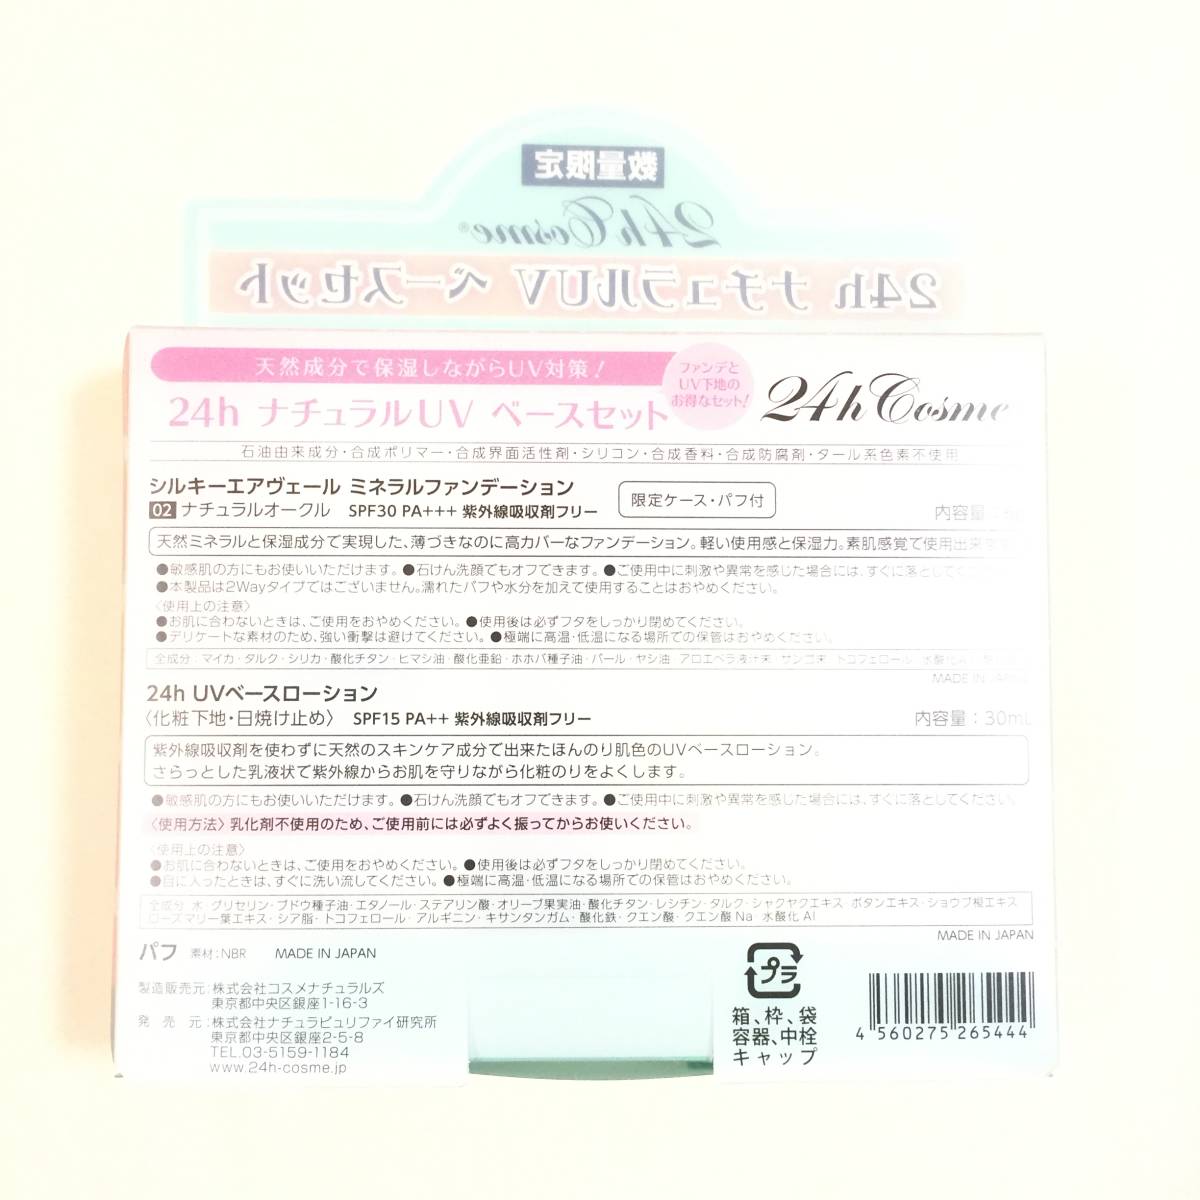 数量限定
24h Cosme®
24h ナチュラルUV ベースセット
天然成分で保湿しながらUV対策!
24h ナチュラルUV ベースセット
ファンデと
UV下地の
お得なセット!
24h Cosme
石油由来成分・合成ポリマー・合成界面活性剤・シリコン・合成香料・合成防腐剤・タール系色素不使用
シルキーエアヴェール ミネラルファンデーション
限定ケース・パフ付
02 ナチュラルオークル SPF30 PA+++ 紫外線吸収剤フリー
内容量:
天然ミネラルと保湿成分で実現した、薄づきなのに高カバーなファンデーション。軽い使用感と保湿力。素肌感覚で使用出来ます
●敏感肌の方にもお使いいただけます。●石けん洗顔でもオフできます。●ご使用中に刺激や異常を感じた場合には、すぐに落としてく
●本製品は2Wayタイプではございません。濡れたパフや水分を加えて使用することはおやめください。
〈使用上の注意〉
●お肌に合わないときは、ご使用をおやめください。●使用後は必ずフタをしっかり閉めてください。
●デリケートな素材のため、強い衝撃は避けてください。●極端に高温・低温になる場所での保管はおやめください。
全成分:マイカ・タルク・シリカ・酸化チタン・ヒマシ油・酸化亜鉛・ホホバ種子油・パール・ヤシ油・アロエベラ液汁末・サンゴ末・トコフェロール・水酸化Al・
MADE IN JAPAN
24h UVベースローション
〈化粧下地・日焼け止め〉 SPF15 PA++ 紫外線吸収剤フリー
内容量:30mL
紫外線吸収剤を使わずに天然のスキンケア成分で出来たほんのり肌色のUVベースローション。
さらっとした乳液状で紫外線からお肌を守りながら化粧のりをよくします。
●敏感肌の方にもお使いいただけます。●石けん洗顔でもオフできます。●ご使用中に刺激や異常を感じた場合には、すぐに落としてください。
〈使用方法〉乳化剤不使用のため、ご使用前には必ずよく振ってからお使いください。
〈使用上の注意〉
●お肌に合わないときは、ご使用をおやめください。●使用後は必ずフタをしっかり閉めてください。
●目に入ったときは、すぐに洗い流してください。●極端に高温・低温になる場所での保管はおやめください。
全成分:水・グリセリン・ブドウ種子油・エタノール・ステアリン酸・オリーブ果実油・酸化チタン・レシチン・タルク・シャクヤクエキス・ボタンエキス・ショウブ根エキス・
ローズマリー葉エキス・シア脂・トコフェロール・アルギニン・キサンタンガム・酸化鉄・クエン酸・クエン酸Na・水酸化Al
MADE IN JAPAN
パフ 素材:NBR MADE IN JAPAN
製造販売元:株式会社コスメナチュラルズ
東京都中央区銀座1-16-3
発売元:株式会社ナチュラピュリファイ研究所
東京都中央区銀座2-5-8
TEL.03-5159-1184
www.24h-cosme.jp
プラ
箱、枠、袋
容器、中栓
キャップ
4 560275 265444